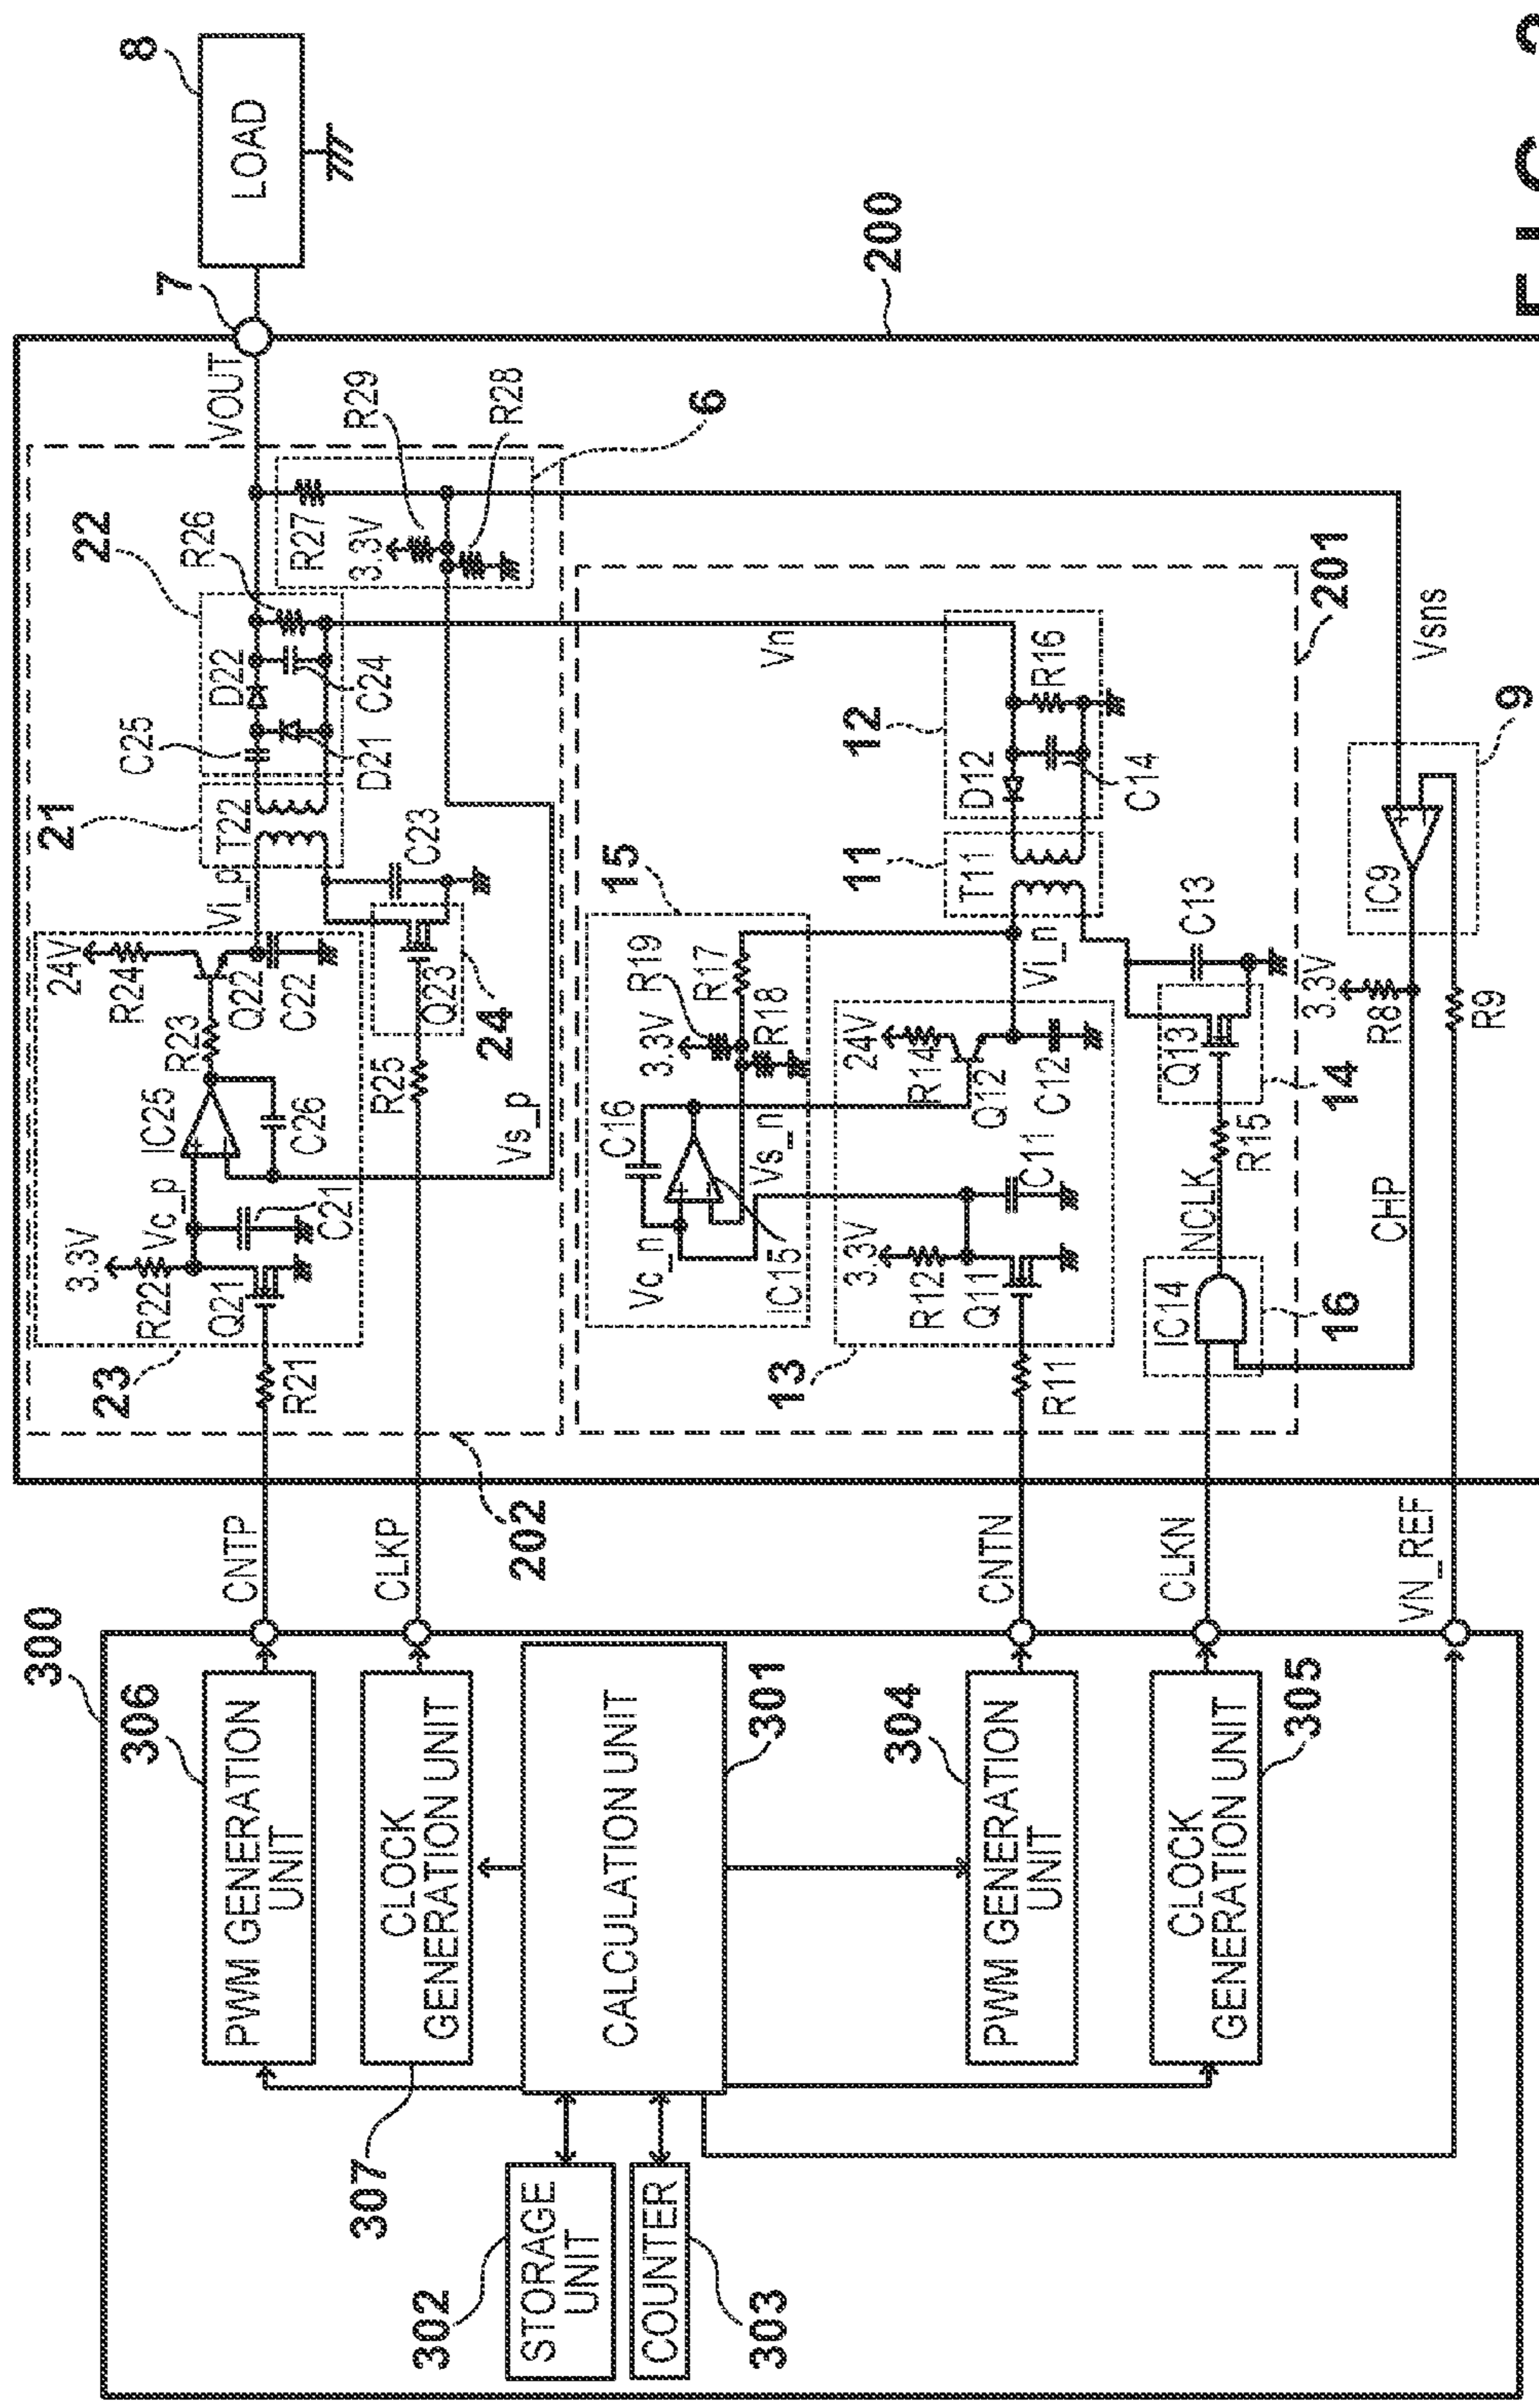 300
306
PWM GENERATION
UNIT
CNTP
CLOCK
GENERATION UNIT
307
CLKP
CALCULATION UNIT
301
302
STORAGE
UNIT
COUNTER
303
304
PWM GENERATION
UNIT
CNTN
CLOCK
GENERATION UNIT
305
CLKN
VN_REF
202
23
R21
3.3V
R22
Vc_p
Q21
C21
IC25
C26
R23
24V
R24
Q22
C22
Vi_p
R25
Q23
24
C23
Vs_p
21
T22
C25
22
D22
R26
D21
C24
R27
3.3V
R29
R28
6
VOUT
7
8
LOAD
200
15
C16
Vc_n
IC15
Vs_n
3.3V
R19
R17
R18
13
R11
3.3V
R12
Q11
C11
24V
R14
Q12
C12
Vi_n
11
T11
12
D12
R16
C14
Vn
201
IC14
16
NCLK
R15
Q13
14
C13
CHP
3.3V
R8
R9
IC9
9
Vsns